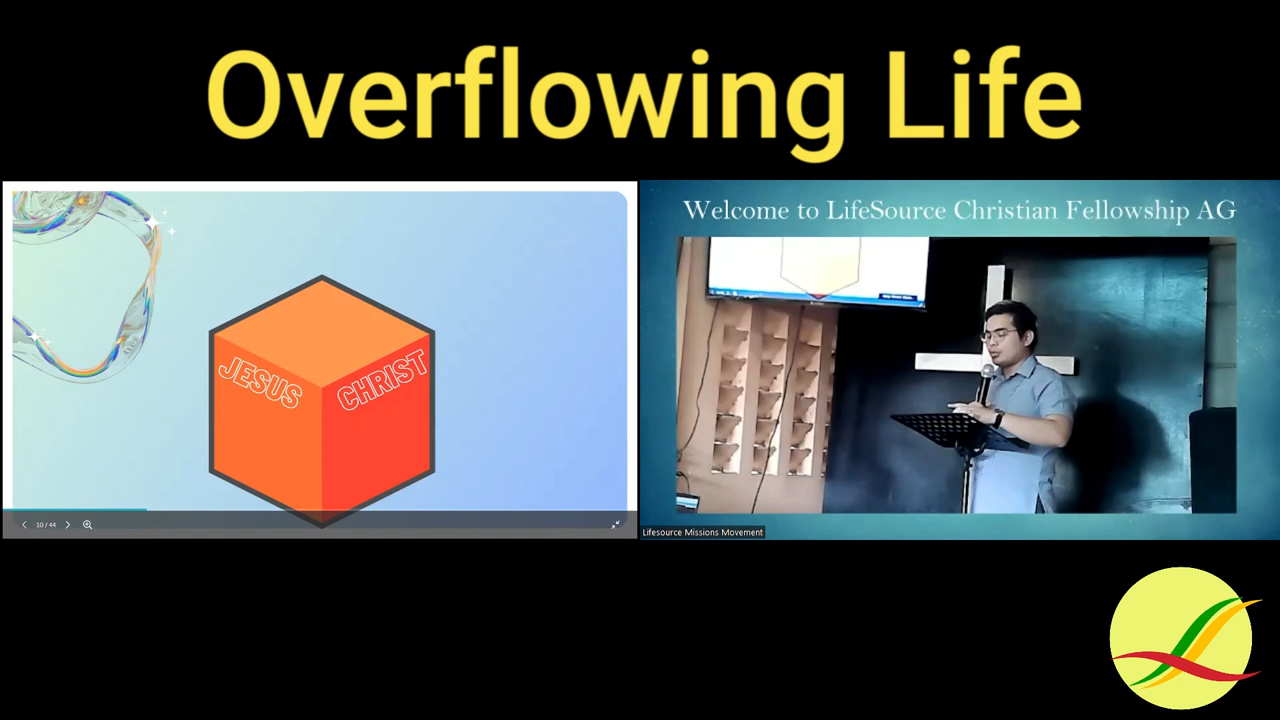 Overflowing Life
JESUS
CHRIST
10 / 44
Welcome to LifeSource Christian Fellowship AG
Lifesource Missions Movement